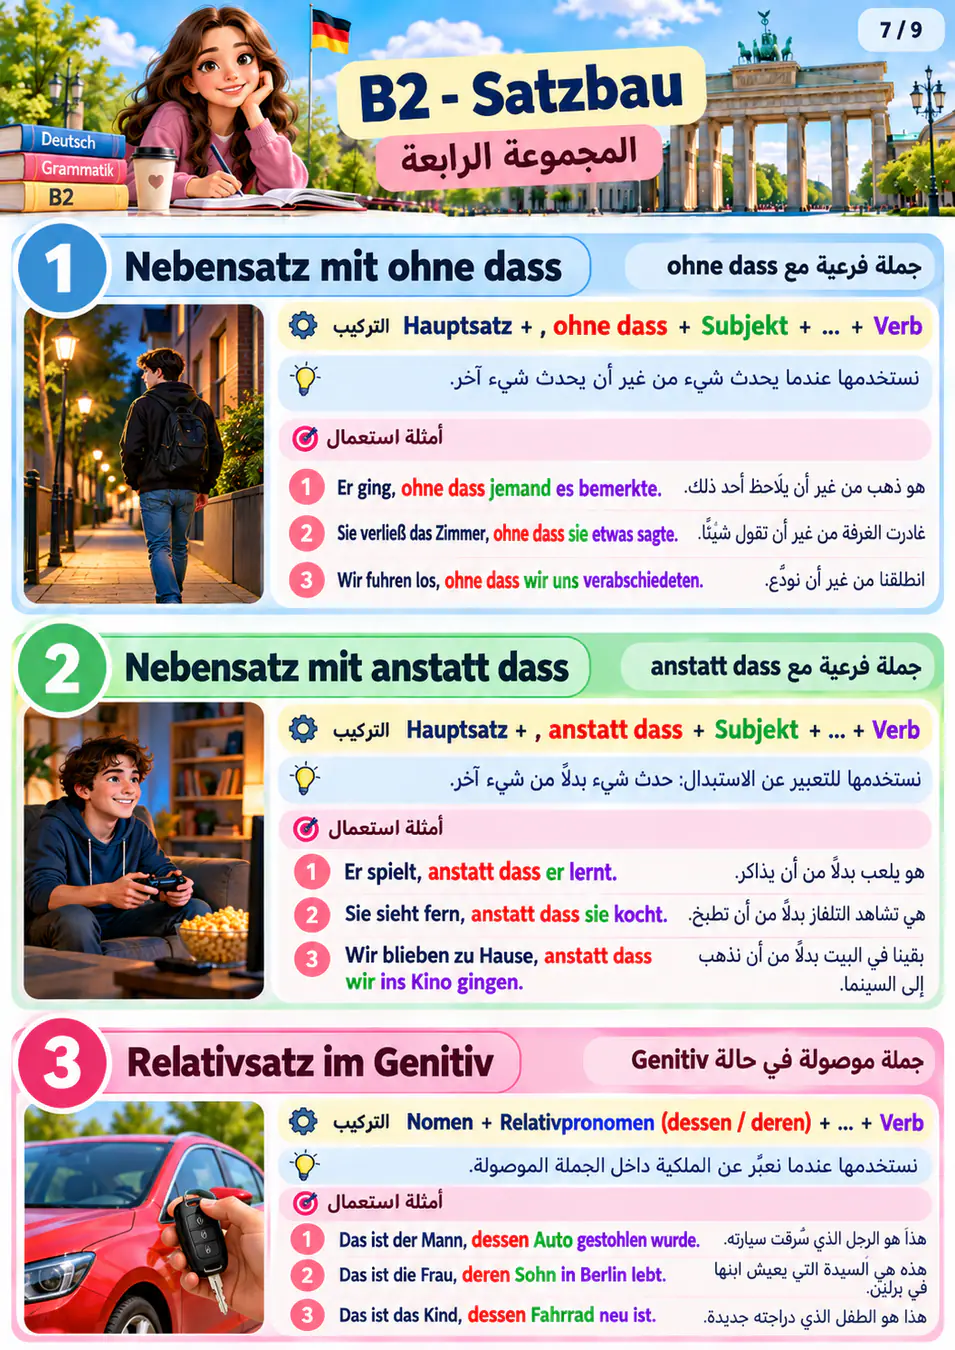 7 / 9
B2 - Satzbau
المجموعة الرابعة
Deutsch
Grammatik
B2
1
Nebensatz mit ohne dass
جملة فرعية مع ohne dass
التركيب Hauptsatz + , ohne dass + Subjekt + ... + Verb
نستخدمها عندما يحدث شيء من غير أن يحدث شيء آخر.
أمثلة استعمال
1 Er ging, ohne dass jemand es bemerkte. هو ذهب من غير أن يلاحظ أحد ذلك.
2 Sie verließ das Zimmer, ohne dass sie etwas sagte. غادرت الغرفة من غير أن تقول شيئًا.
3 Wir fuhren los, ohne dass wir uns verabschiedeten. انطلقنا من غير أن نودّع.
2
Nebensatz mit anstatt dass
جملة فرعية مع anstatt dass
التركيب Hauptsatz + , anstatt dass + Subjekt + ... + Verb
نستخدمها للتعبير عن الاستبدال: حدث شيء بدلًا من شيء آخر.
أمثلة استعمال
1 Er spielt, anstatt dass er lernt. هو يلعب بدلًا من أن يذاكر.
2 Sie sieht fern, anstatt dass sie kocht. هي تشاهد التلفاز بدلًا من أن تطبخ.
3 Wir blieben zu Hause, anstatt dass
wir ins Kino gingen.
بقينا في البيت بدلًا من أن نذهب
إلى السينما.
3
Relativsatz im Genitiv
جملة موصولة في حالة Genitiv
التركيب Nomen + Relativpronomen (dessen / deren) + ... + Verb
نستخدمها عندما نعبّر عن الملكية داخل الجملة الموصولة.
أمثلة استعمال
1 Das ist der Mann, dessen Auto gestohlen wurde. هذا هو الرجل الذي سُرقت سيارته.
2 Das ist die Frau, deren Sohn in Berlin lebt. هذه هي السيدة التي يعيش ابنها
في برلين.
3 Das ist das Kind, dessen Fahrrad neu ist. هذا هو الطفل الذي دراجته جديدة.